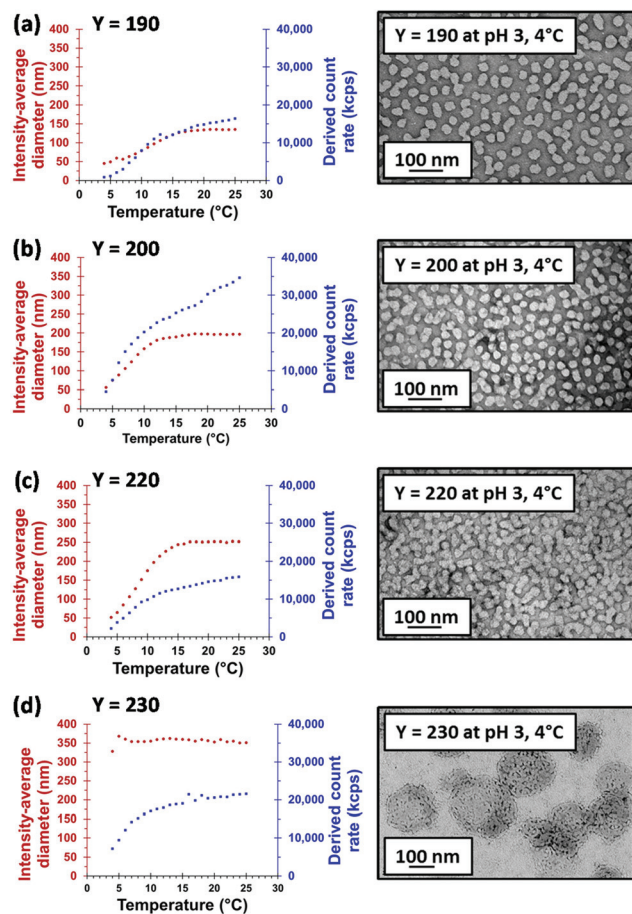 (a) Y = 190
Intensity-average
diameter (nm)
400
350
300
250
200
150
100
50
0
0 5 10 15 20 25 30
Temperature (°C)
40,000
30,000
20,000
10,000
0
Derived count
rate (kcps)
Y = 190 at pH 3, 4°C
100 nm
(b) Y = 200
Intensity-average
diameter (nm)
400
350
300
250
200
150
100
50
0
0 5 10 15 20 25 30
Temperature (°C)
40,000
30,000
20,000
10,000
0
Derived count
rate (kcps)
Y = 200 at pH 3, 4°C
100 nm
(c) Y = 220
Intensity-average
diameter (nm)
400
350
300
250
200
150
100
50
0
0 5 10 15 20 25 30
Temperature (°C)
40,000
30,000
20,000
10,000
0
Derived count
rate (kcps)
Y = 220 at pH 3, 4°C
100 nm
(d) Y = 230
Intensity-average
diameter (nm)
400
350
300
250
200
150
100
50
0
0 5 10 15 20 25 30
Temperature (°C)
40,000
30,000
20,000
10,000
0
Derived count
rate (kcps)
Y = 230 at pH 3, 4°C
100 nm